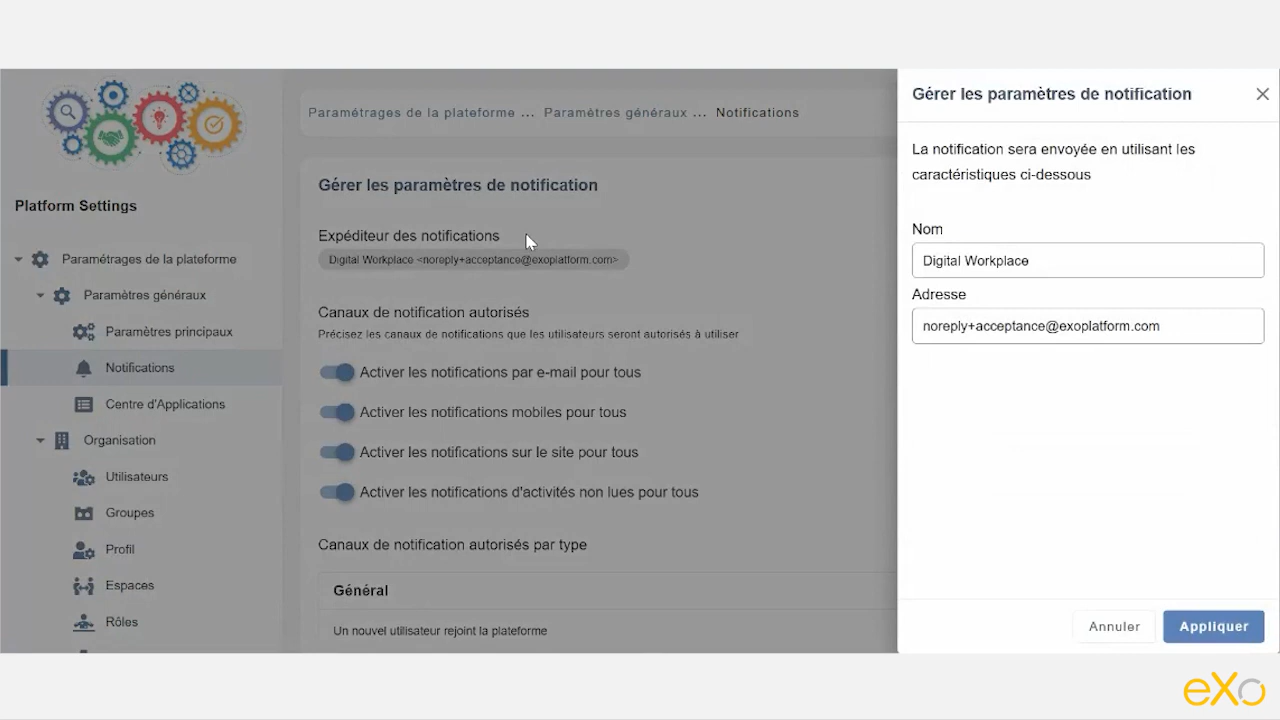 Platform Settings
Paramétrages de la plateforme
Paramètres généraux
Paramètres principaux
Notifications
Centre d'Applications
Organisation
Utilisateurs
Groupes
Profil
Espaces
Rôles
Paramétrages de la plateforme ... Paramètres généraux ... Notifications
Gérer les paramètres de notification
Expéditeur des notifications
Digital Workplace <noreply+acceptance@exoplatform.com>
Canaux de notification autorisés
Précisez les canaux de notifications que les utilisateurs seront autorisés à utiliser
Activer les notifications par e-mail pour tous
Activer les notifications mobiles pour tous
Activer les notifications sur le site pour tous
Activer les notifications d'activités non lues pour tous
Canaux de notification autorisés par type
Général
Un nouvel utilisateur rejoint la plateforme
Gérer les paramètres de notification
La notification sera envoyée en utilisant les
caractéristiques ci-dessous
Nom
Digital Workplace
Adresse
noreply+acceptance@exoplatform.com
Annuler
Appliquer
eXo